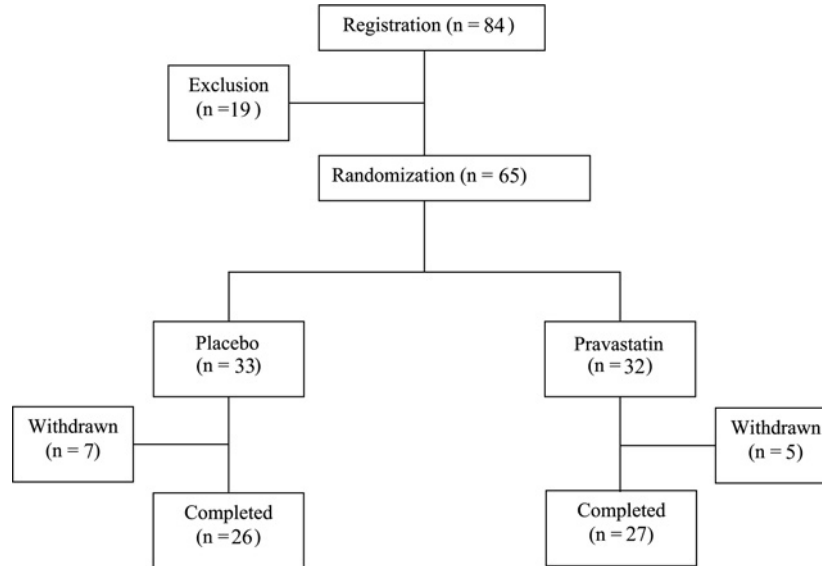 Registration (n = 84 )
Exclusion
(n =19 )
Randomization (n = 65)
Placebo
(n = 33)
Pravastatin
(n = 32)
Withdrawn
(n = 7)
Withdrawn
(n = 5)
Completed
(n = 26)
Completed
(n = 27)